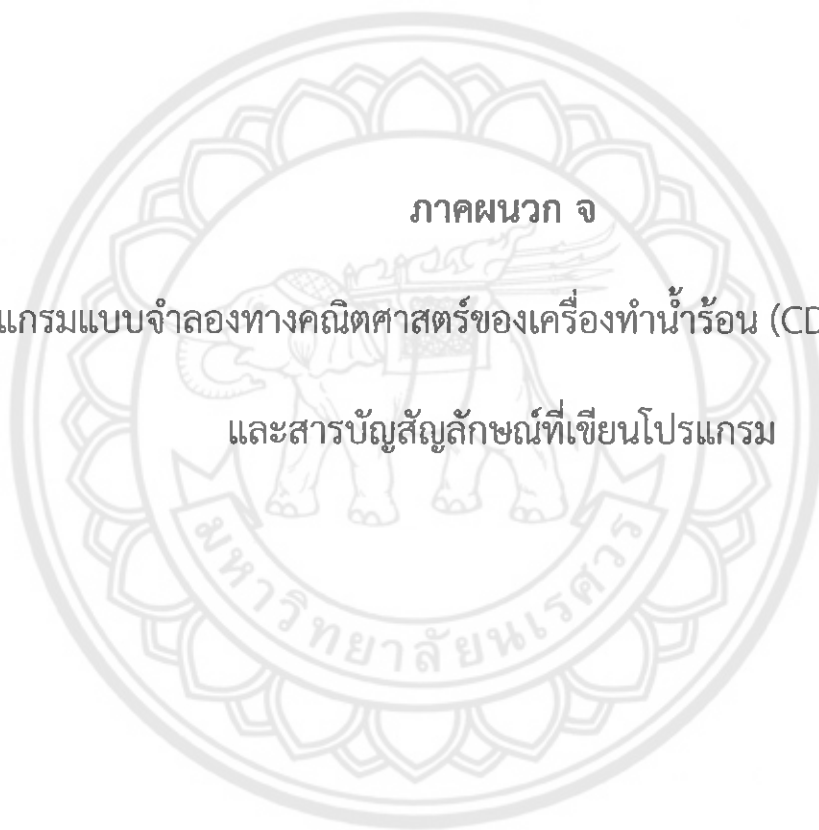 ภาคผนวก จ
แกรมแบบจำลองทางคณิตศาสตร์ของเครื่องทำน้ำร้อน (CD
และสารบัญสัญลักษณ์ที่เขียนโปรแกรม
มหาวิทยาลัยนเรศวร